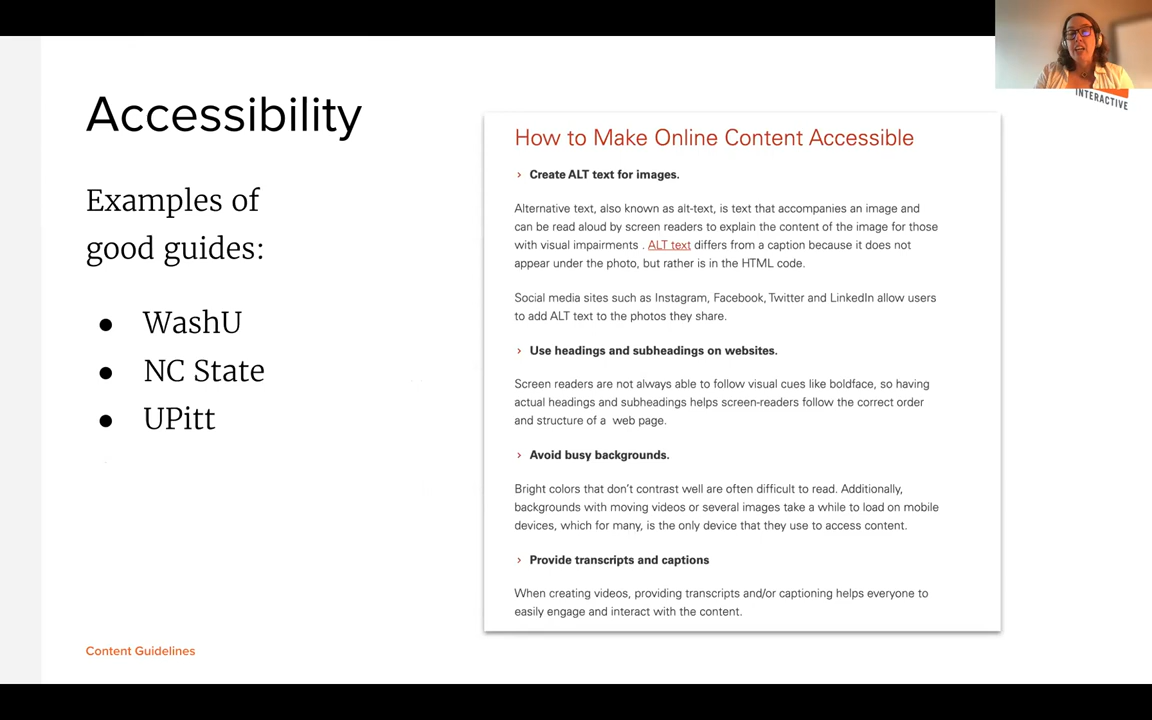 Accessibility
Examples of
good guides:
● WashU
● NC State
● UPitt
Content Guidelines
INTERACTIVE
How to Make Online Content Accessible
› Create ALT text for images.
Alternative text, also known as alt-text, is text that accompanies an image and
can be read aloud by screen readers to explain the content of the image for those
with visual impairments . ALT text differs from a caption because it does not
appear under the photo, but rather is in the HTML code.
Social media sites such as Instagram, Facebook, Twitter and LinkedIn allow users
to add ALT text to the photos they share.
› Use headings and subheadings on websites.
Screen readers are not always able to follow visual cues like boldface, so having
actual headings and subheadings helps screen-readers follow the correct order
and structure of a  web page.
› Avoid busy backgrounds.
Bright colors that don't contrast well are often difficult to read. Additionally,
backgrounds with moving videos or several images take a while to load on mobile
devices, which for many, is the only device that they use to access content.
› Provide transcripts and captions
When creating videos, providing transcripts and/or captioning helps everyone to
easily engage and interact with the content.